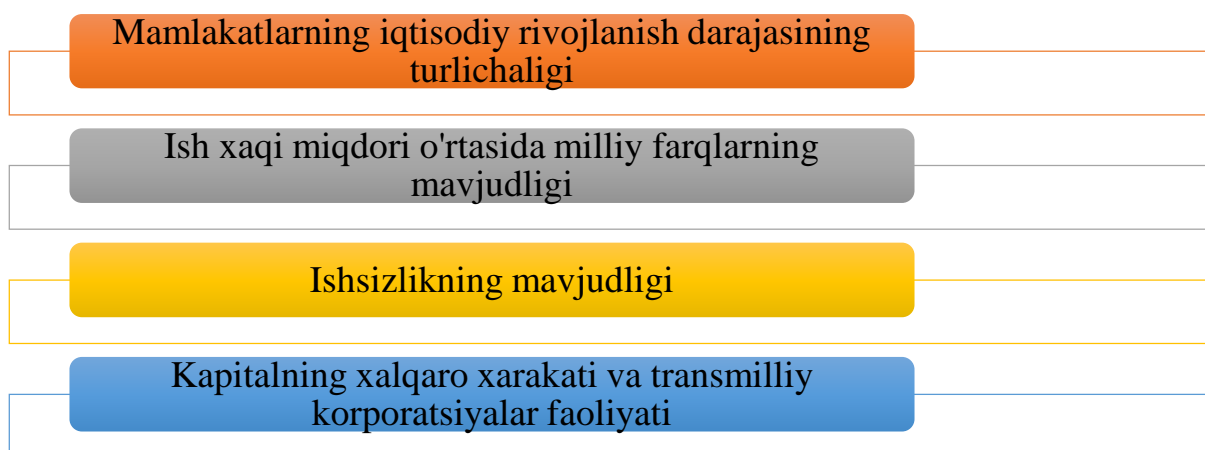 Mamlakatlarning iqtisodiy rivojlanish darajasining
turlichaligi
Ish xaqi miqdori o'rtasida milliy farqlarning
mavjudligi
Ishsizlikning mavjudligi
Kapitalning xalqaro xarakati va transmilliy
korporatsiyalar faoliyati